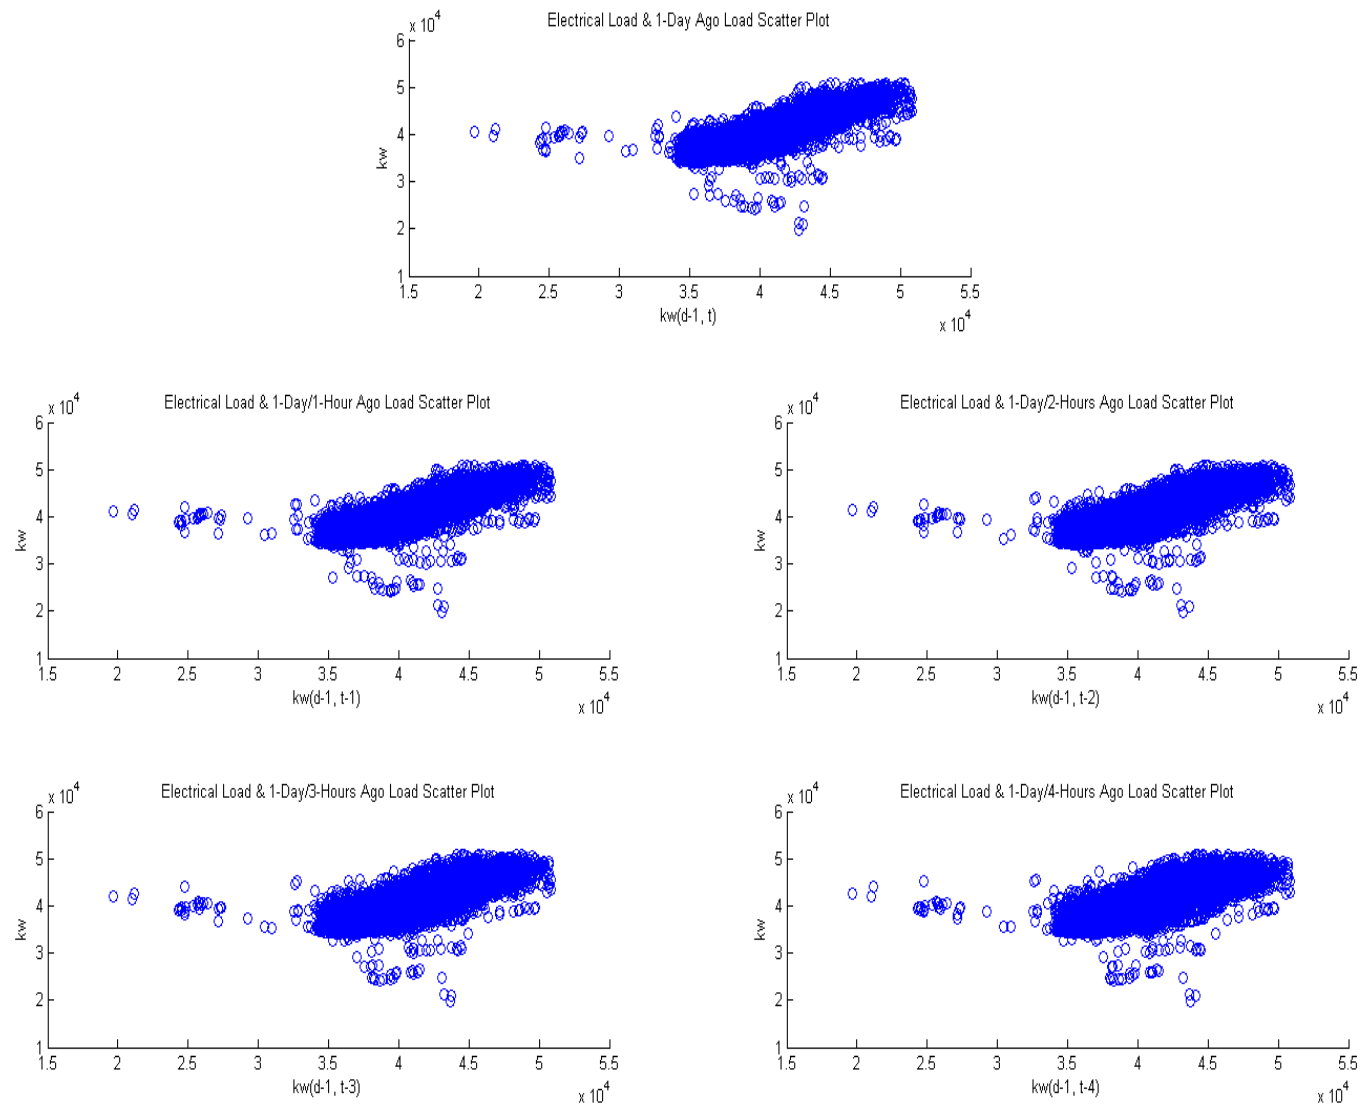 Electrical Load & 1-Day Ago Load Scatter Plot
x 10^4
6
5
4
3
2
1
kw
1.5 2 2.5 3 3.5 4 4.5 5 5.5
kw(d-1, t)
x 10^4
Electrical Load & 1-Day/1-Hour Ago Load Scatter Plot
x 10^4
6
5
4
3
2
1
kw
1.5 2 2.5 3 3.5 4 4.5 5 5.5
kw(d-1, t-1)
x 10^4
Electrical Load & 1-Day/2-Hours Ago Load Scatter Plot
x 10^4
6
5
4
3
2
1
kw
1.5 2 2.5 3 3.5 4 4.5 5 5.5
kw(d-1, t-2)
x 10^4
Electrical Load & 1-Day/3-Hours Ago Load Scatter Plot
x 10^4
6
5
4
3
2
1
kw
1.5 2 2.5 3 3.5 4 4.5 5 5.5
kw(d-1, t-3)
x 10^4
Electrical Load & 1-Day/4-Hours Ago Load Scatter Plot
x 10^4
6
5
4
3
2
1
kw
1.5 2 2.5 3 3.5 4 4.5 5 5.5
kw(d-1, t-4)
x 10^4